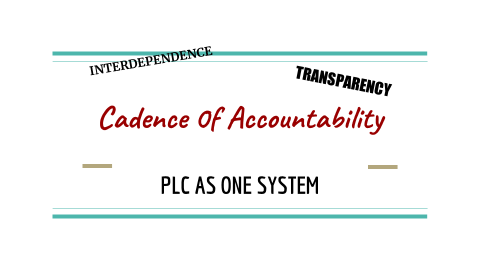 INTERDEPENDENCE
TRANSPARENCY
Cadence Of Accountability
PLC AS ONE SYSTEM